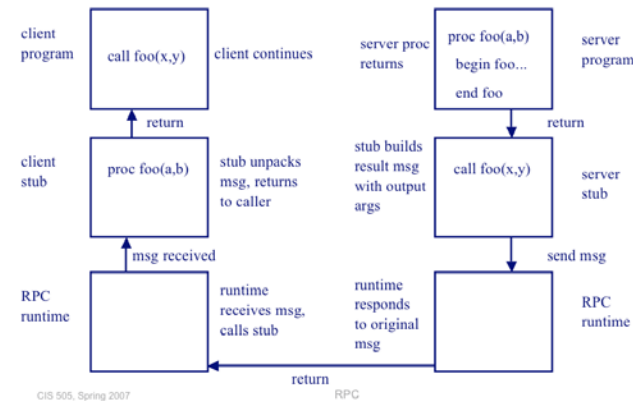 client
program
call foo(x,y)
client continues
server proc
returns
proc foo(a,b)
begin foo...
end foo
server
program
return
return
client
stub
proc foo(a,b)
stub unpacks
msg, returns
to caller
stub builds
result msg
with output
args
call foo(x,y)
server
stub
msg received
send msg
RPC
runtime
runtime
receives msg,
calls stub
runtime
responds
to original
msg
RPC
runtime
return
CIS 505, Spring 2007
RPC